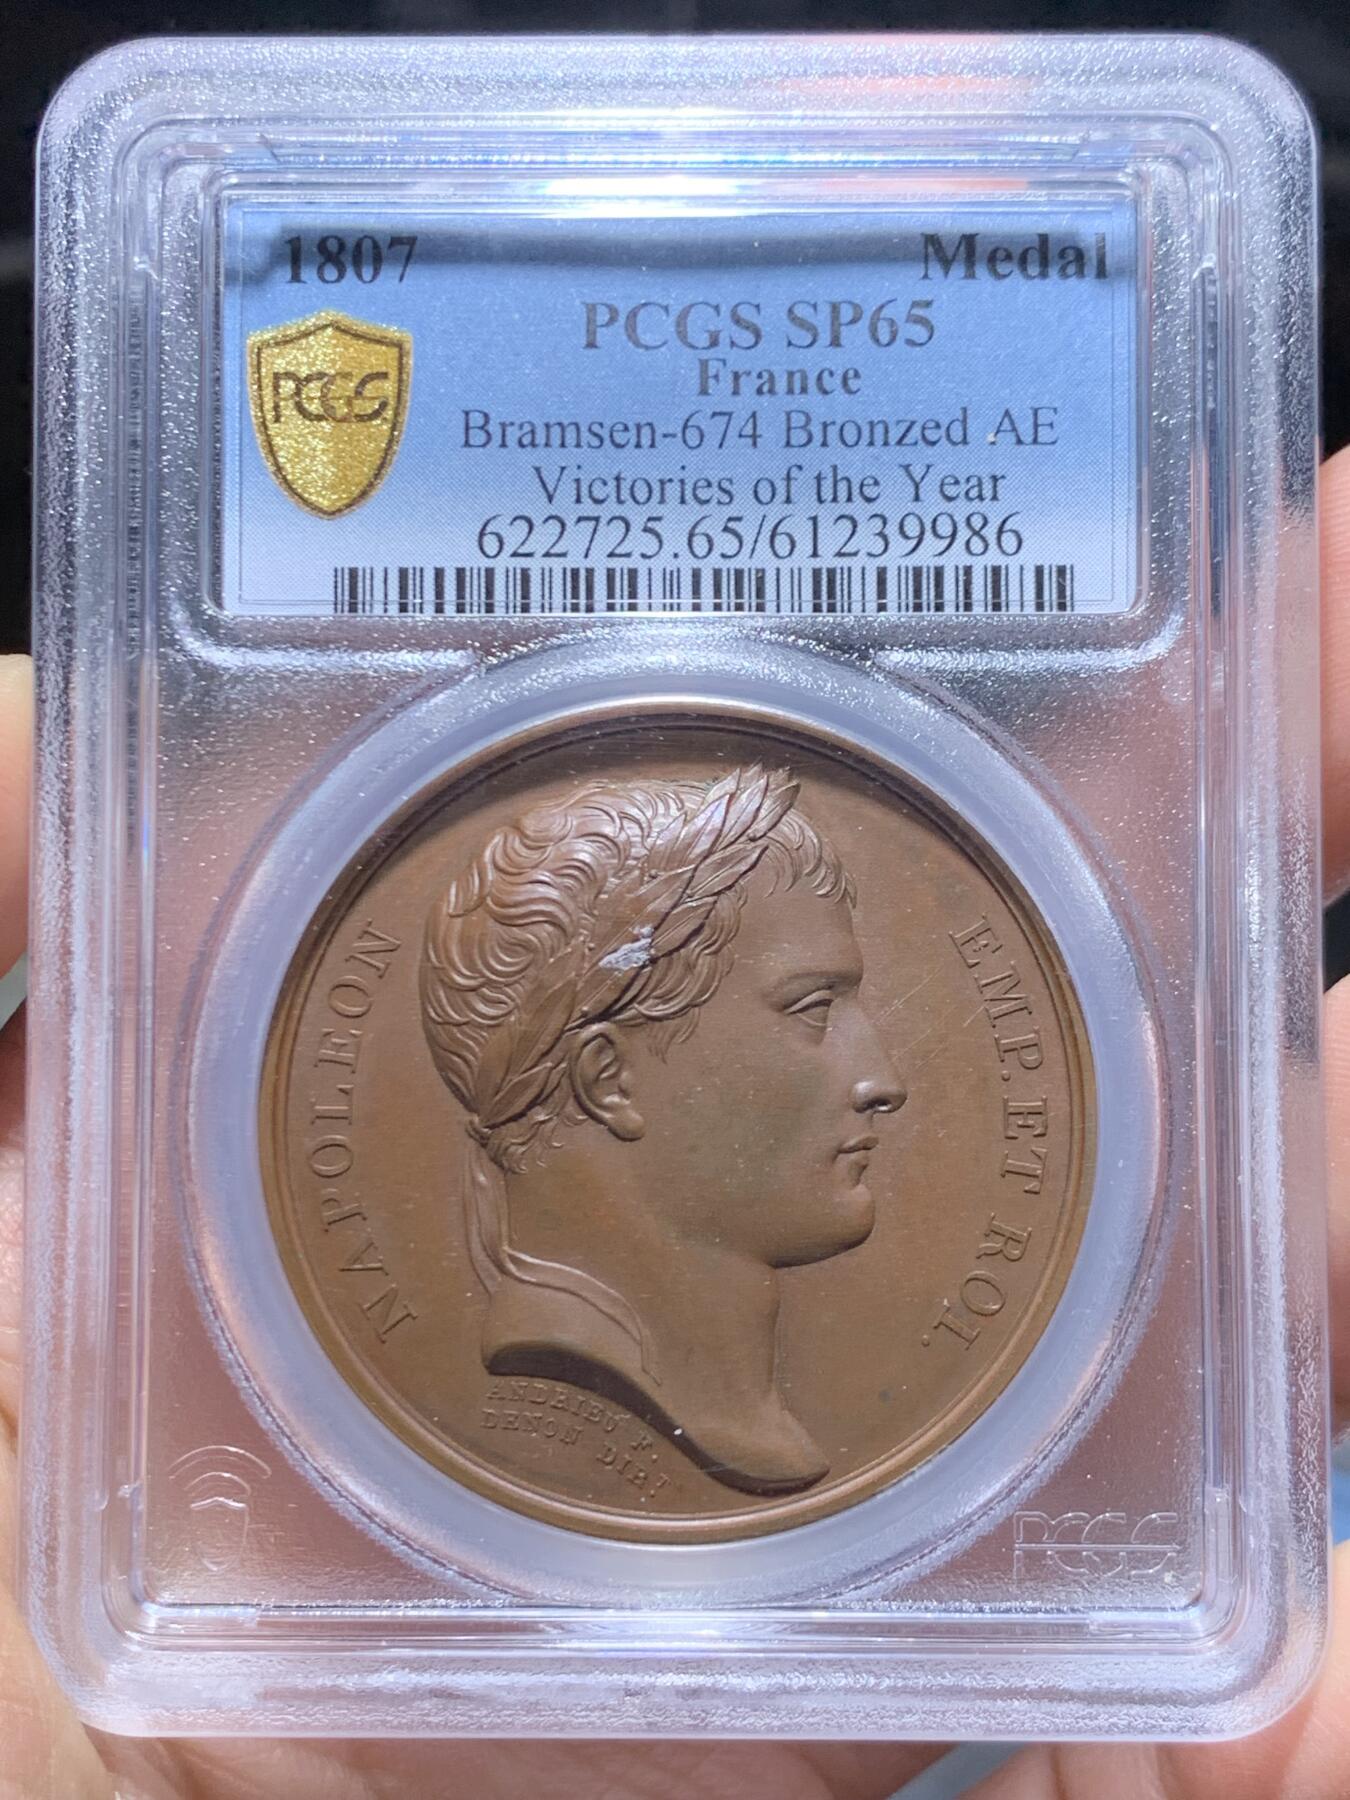 1807 Medal
PCGS SP65
France
PCGS
Bramsen-674 Bronzed AE
Victories of the Year
622725.65/61239986
NAPOLEON
EMP. ET ROI.
ANDRIEU F.
DENON DIR.T
PCGS